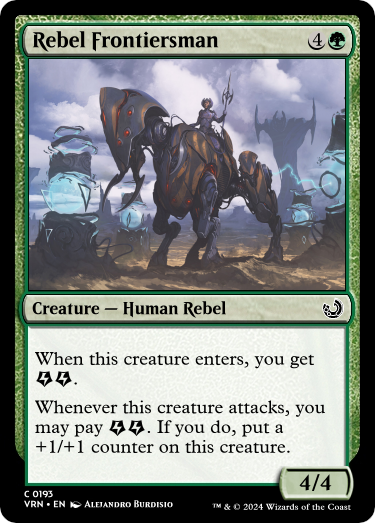 Rebel Frontiersman 4
Creature — Human Rebel
When this creature enters, you get
.
Whenever this creature attacks, you
may pay . If you do, put a
+1/+1 counter on this creature.
4/4
C 0193
VRN • EN Alejandro Burdisio
™ & © 2024 Wizards of the Coast